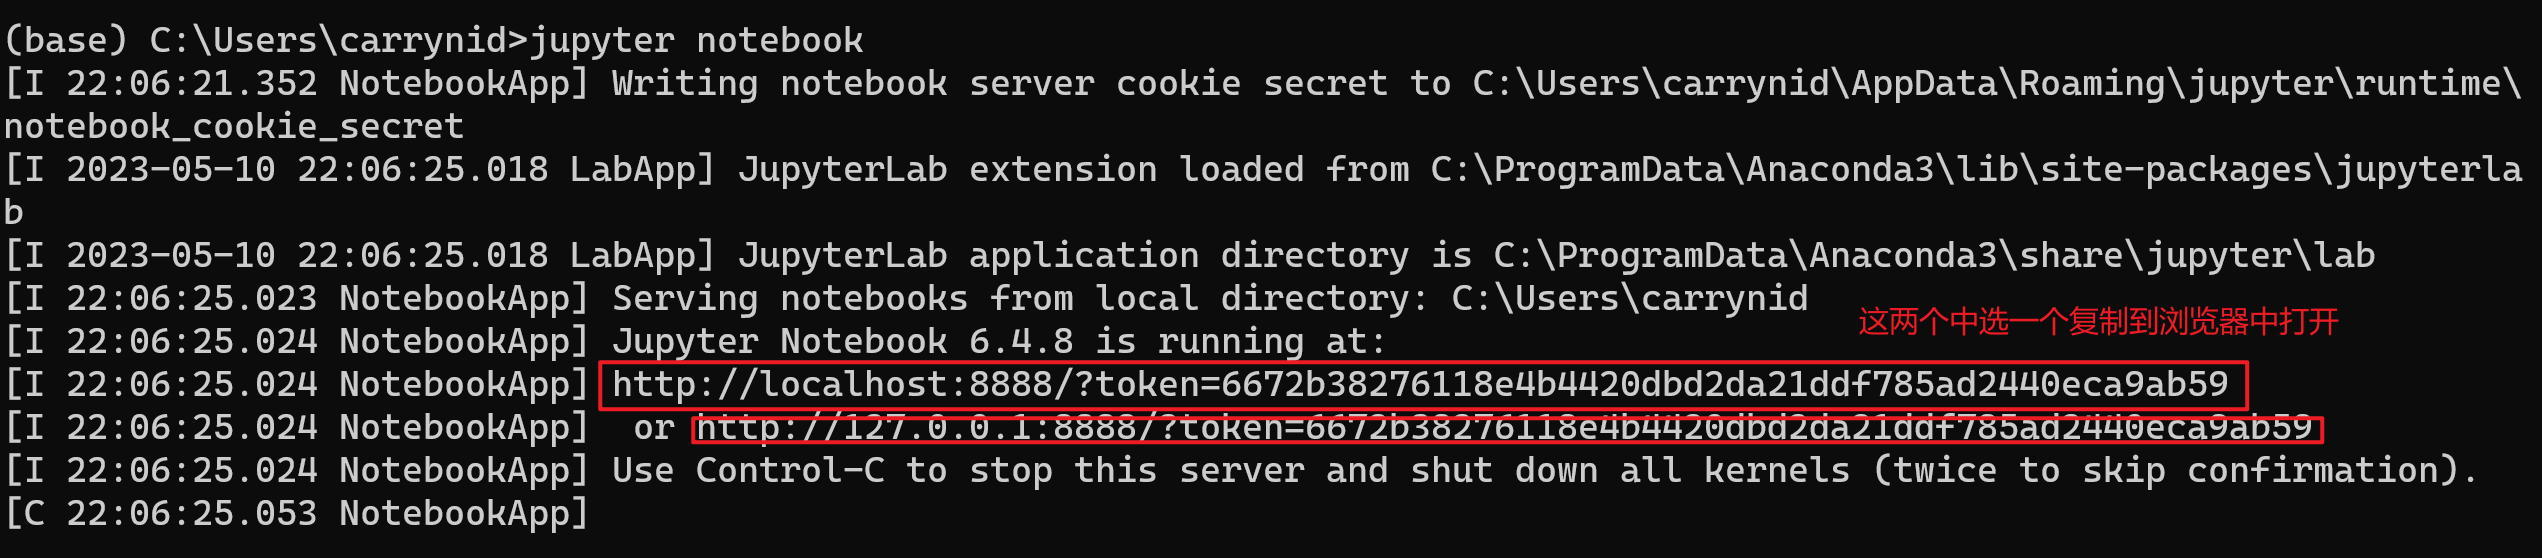 (base) C:\Users\carrynid>jupyter notebook
[I 22:06:21.352 NotebookApp] Writing notebook server cookie secret to C:\Users\carrynid\AppData\Roaming\jupyter\runtime\
notebook_cookie_secret
[I 2023-05-10 22:06:25.018 LabApp] JupyterLab extension loaded from C:\ProgramData\Anaconda3\lib\site-packages\jupyterla
b
[I 2023-05-10 22:06:25.018 LabApp] JupyterLab application directory is C:\ProgramData\Anaconda3\share\jupyter\lab
[I 22:06:25.023 NotebookApp] Serving notebooks from local directory: C:\Users\carrynid
这两个中选一个复制到浏览器中打开
[I 22:06:25.024 NotebookApp] Jupyter Notebook 6.4.8 is running at:
[I 22:06:25.024 NotebookApp] http://localhost:8888/?token=6672b38276118e4b4420dbd2da21ddf785ad2440eca9ab59
[I 22:06:25.024 NotebookApp]  or http://127.0.0.1:8888/?token=6672b38276118e4b4420dbd2da21ddf785ad2440eca9ab59
[I 22:06:25.024 NotebookApp] Use Control-C to stop this server and shut down all kernels (twice to skip confirmation).
[C 22:06:25.053 NotebookApp]